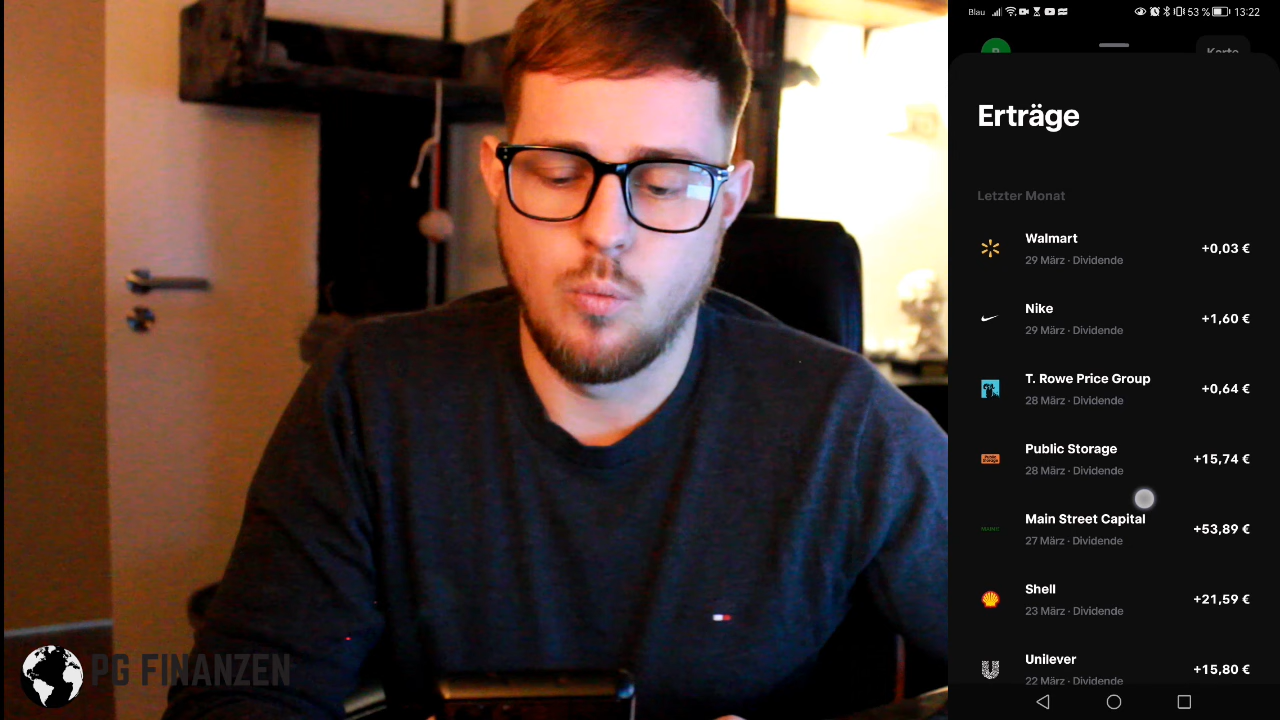 PG FINANZEN
Blau 53 % 13:22
Karte
Erträge
Letzter Monat
Walmart
29 März · Dividende
+0,03 €
Nike
29 März · Dividende
+1,60 €
T. Rowe Price Group
28 März · Dividende
+0,64 €
Public Storage
28 März · Dividende
+15,74 €
Main Street Capital
27 März · Dividende
+53,89 €
Shell
23 März · Dividende
+21,59 €
Unilever
22 März · Dividende
+15,80 €